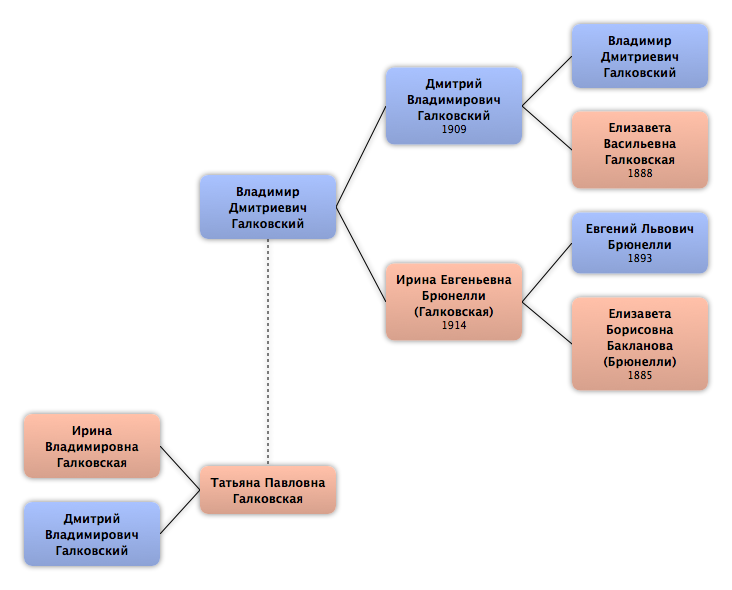 Владимир
Дмитриевич
Галковский
Дмитрий
Владимирович
Галковский
1909
Елизавета
Васильевна
Галковская
1888
Владимир
Дмитриевич
Галковский
Евгений Львович
Брюнелли
1893
Ирина Евгеньевна
Брюнелли
(Галковская)
1914
Елизавета
Борисовна
Бакланова
(Брюнелли)
1885
Ирина
Владимировна
Галковская
Татьяна Павловна
Галковская
Дмитрий
Владимирович
Галковский